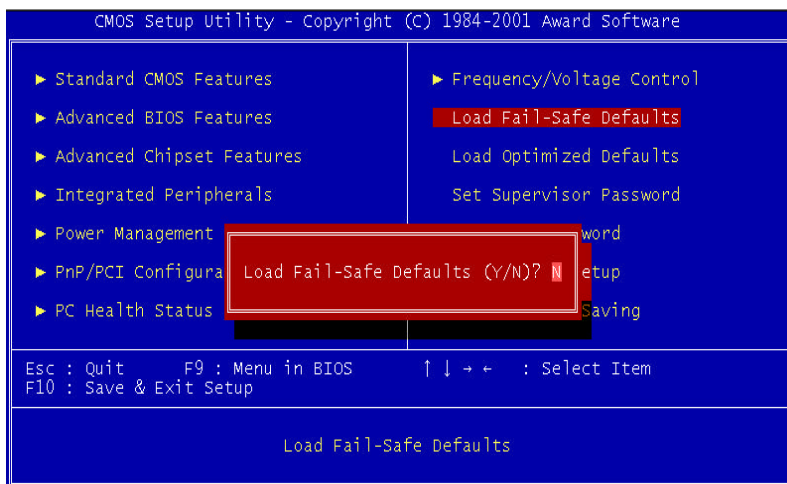 CMOS Setup Utility - Copyright (C) 1984-2001 Award Software
► Standard CMOS Features
► Advanced BIOS Features
► Advanced Chipset Features
► Integrated Peripherals
► Power Management
► PnP/PCI Configura
► PC Health Status
► Frequency/Voltage Control
Load Fail-Safe Defaults
Load Optimized Defaults
Set Supervisor Password
word
etup
Saving
Load Fail-Safe Defaults (Y/N)? N
Esc : Quit F9 : Menu in BIOS ↑ ↓ → ← : Select Item
F10 : Save & Exit Setup
Load Fail-Safe Defaults